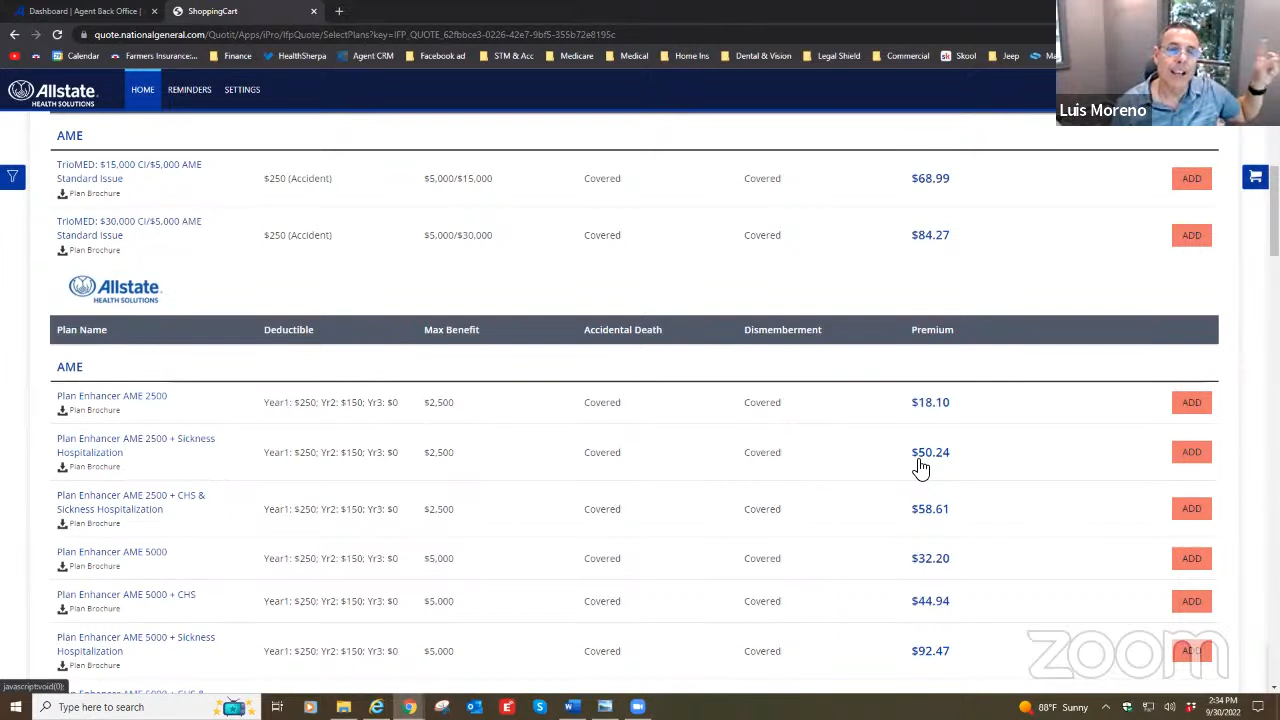 Dashboard | Agent Back Office |
ShoppingCart
quote.nationalgeneral.com/Quotit/Apps/iPro/IfpQuote/SelectPlans?key=IFP_QUOTE_62fbbce3-0226-42e7-9bf5-355b72e8195c
Calendar
Farmers Insurance:...
Finance
HealthSherpa
AgentCubed
Facebook ad
STM & Acc
Medicaid
Medicare
Home Ins
Dental & Vision
Legal Shield
Commercial
Skool
Jeep
Ma
Luis Moreno
Allstate
HEALTH SOLUTIONS
HOME REMINDERS SETTINGS
AME
TrioMED: $15,000 CI/$5,000 AME
Standard Issue
Plan Brochure
$250 (Accident) $5,000/$15,000 Covered Covered $68.99 ADD
TrioMED: $30,000 CI/$5,000 AME
Standard Issue
Plan Brochure
$250 (Accident) $5,000/$30,000 Covered Covered $84.27 ADD
Allstate
HEALTH SOLUTIONS
Plan Name Deductible Max Benefit Accidental Death Dismemberment Premium
AME
Plan Enhancer AME 2500
Plan Brochure
Year1: $250; Yr2: $150; Yr3: $0 $2,500 Covered Covered $18.10 ADD
Plan Enhancer AME 2500 + Sickness
Hospitalization
Plan Brochure
Year1: $250; Yr2: $150; Yr3: $0 $2,500 Covered Covered $50.24 ADD
Plan Enhancer AME 2500 + CHS &
Sickness Hospitalization
Plan Brochure
Year1: $250; Yr2: $150; Yr3: $0 $2,500 Covered Covered $58.61 ADD
Plan Enhancer AME 5000
Plan Brochure
Year1: $250; Yr2: $150; Yr3: $0 $5,000 Covered Covered $32.20 ADD
Plan Enhancer AME 5000 + CHS
Plan Brochure
Year1: $250; Yr2: $150; Yr3: $0 $5,000 Covered Covered $44.94 ADD
Plan Enhancer AME 5000 + Sickness
Hospitalization
Plan Brochure
Year1: $250; Yr2: $150; Yr3: $0 $5,000 Covered Covered $92.47 ADD
zoom
javascript:void(0);
Plan Enhancer AME 5000 + CHS &
Type here to search
88°F Sunny
2:34 PM
9/30/2022